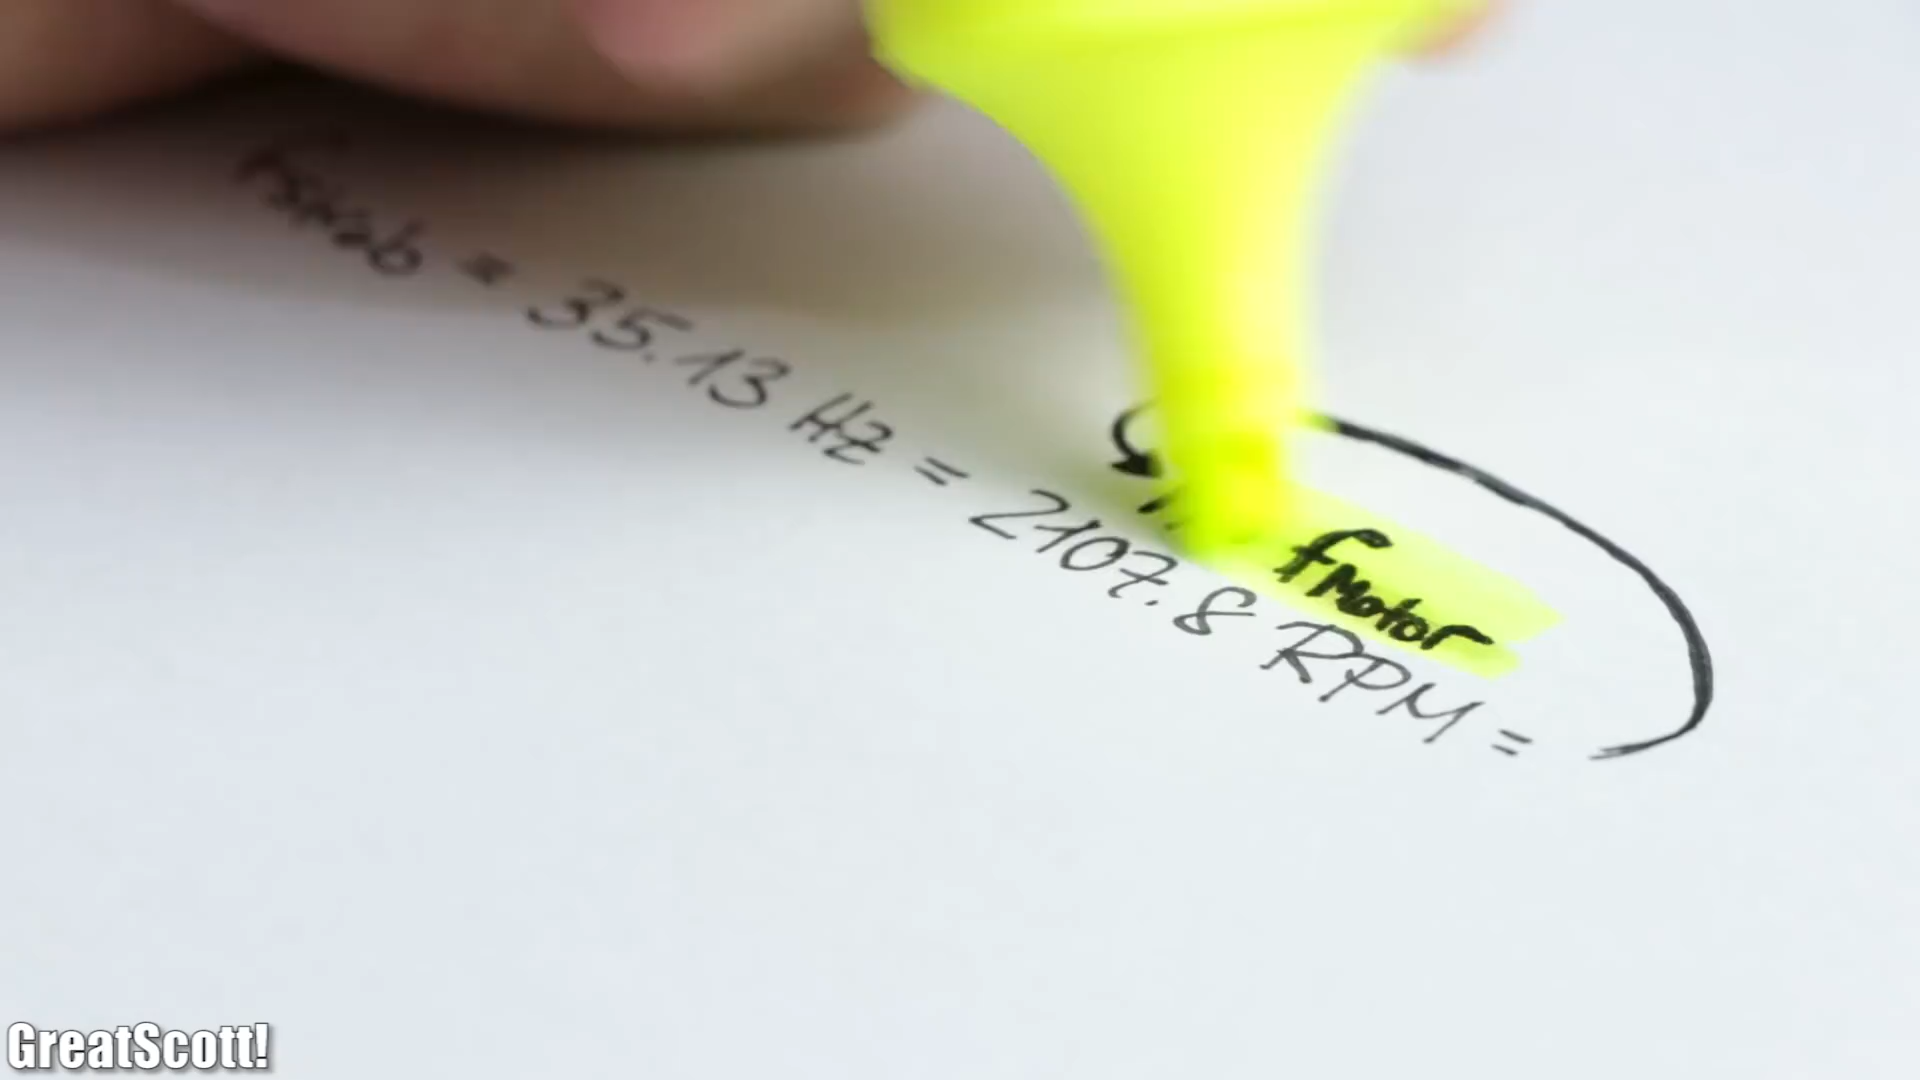 = 35.13 Hz = 2107.8 RPM =
fMotor
GreatScott!